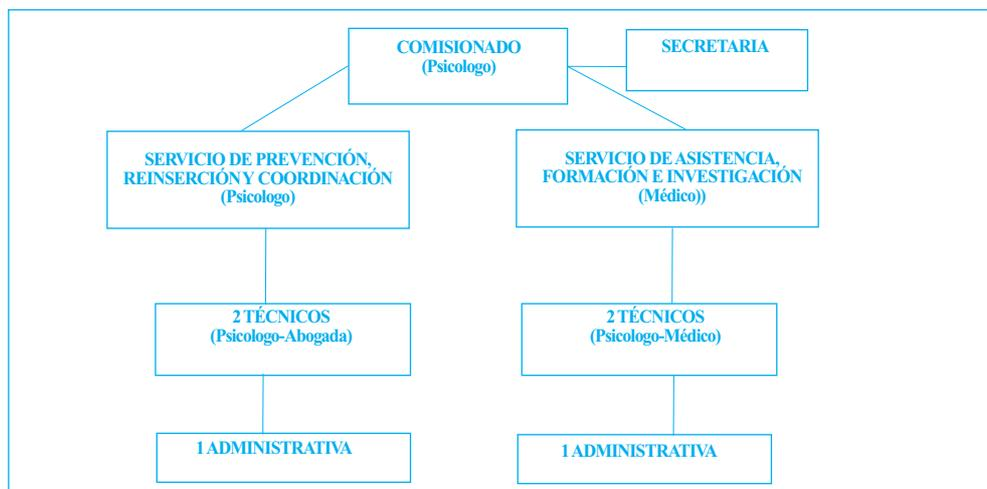 COMISIONADO
(Psicologo)
SECRETARIA
SERVICIO DE PREVENCIÓN,
REINSERCIÓN Y COORDINACIÓN
(Psicologo)
SERVICIO DE ASISTENCIA,
FORMACIÓN E INVESTIGACIÓN
(Médico))
2 TÉCNICOS
(Psicologo-Abogada)
2 TÉCNICOS
(Psicologo-Médico)
1 ADMINISTRATIVA
1 ADMINISTRATIVA